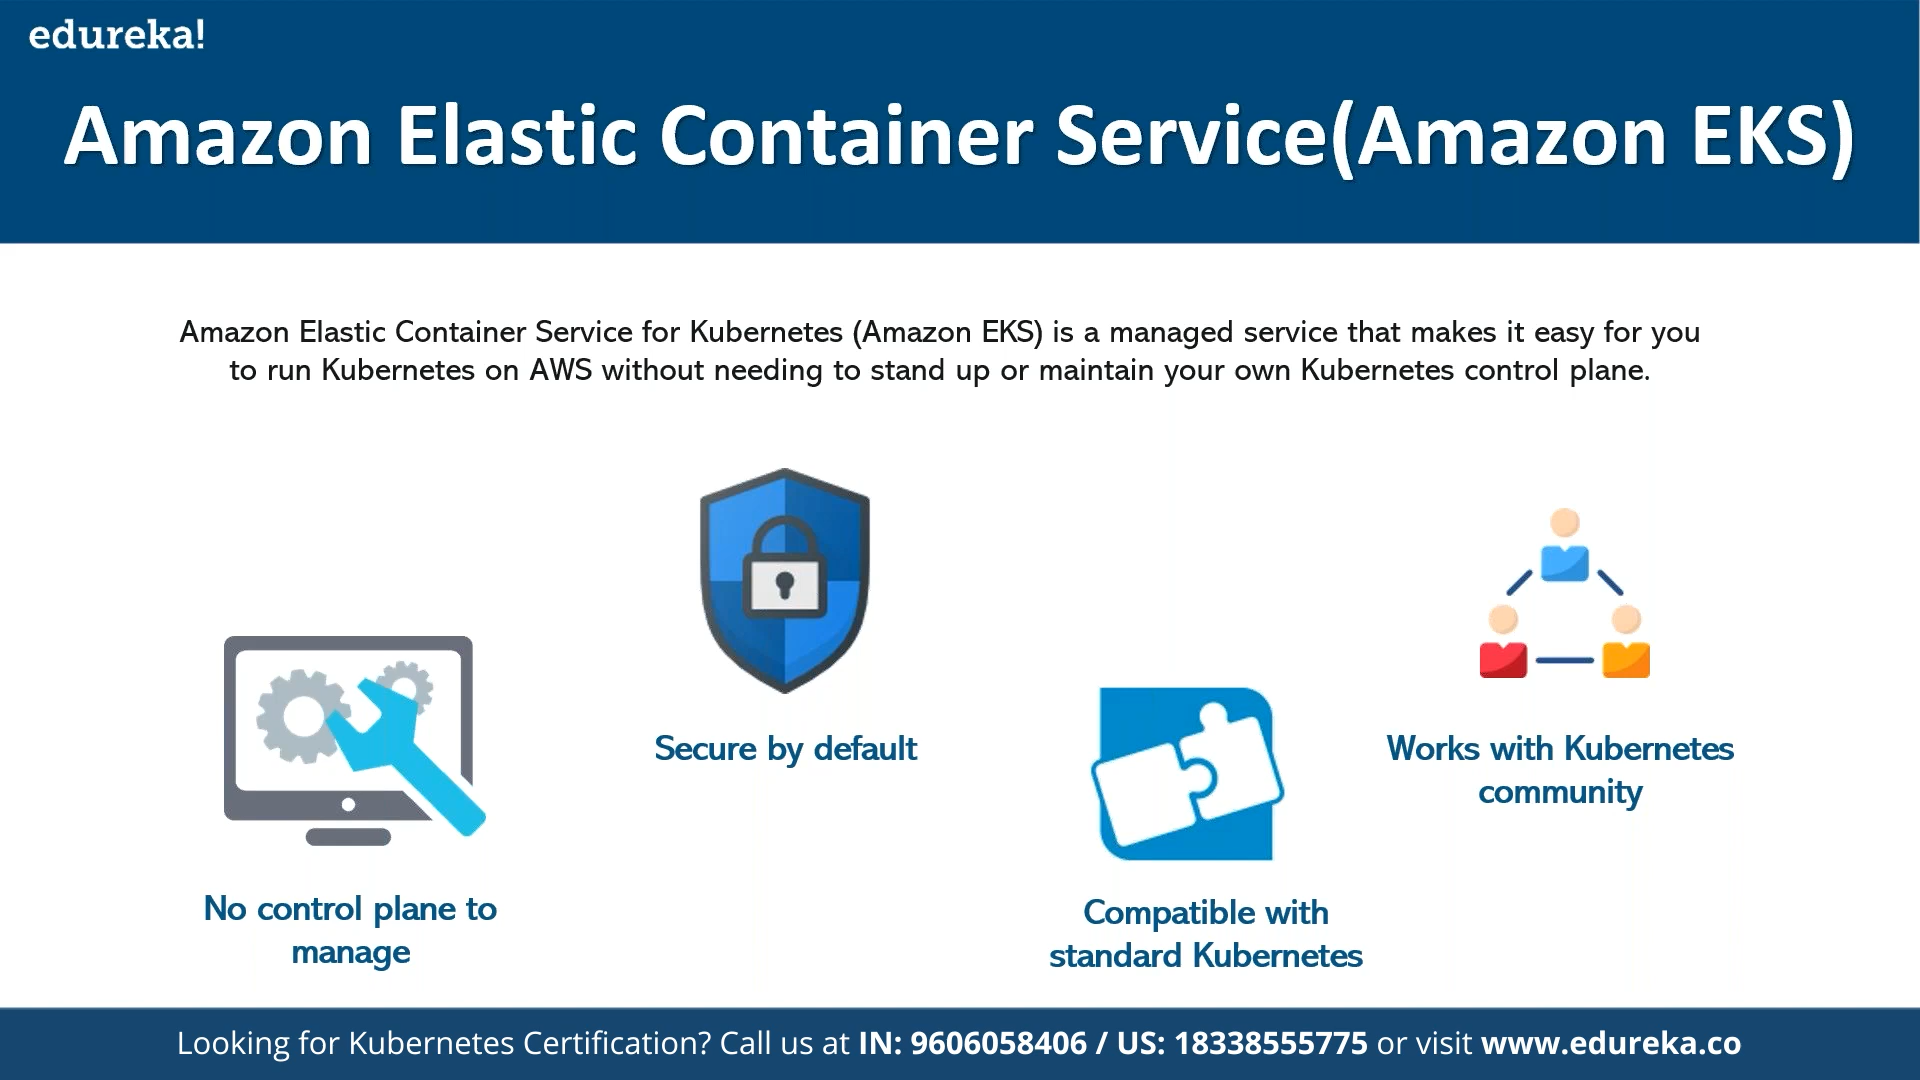 edureka!
Amazon Elastic Container Service(Amazon EKS)
Amazon Elastic Container Service for Kubernetes (Amazon EKS) is a managed service that makes it easy for you
to run Kubernetes on AWS without needing to stand up or maintain your own Kubernetes control plane.
No control plane to
manage
Secure by default
Compatible with
standard Kubernetes
Works with Kubernetes
community
Looking for Kubernetes Certification? Call us at IN: 9606058406 / US: 18338555775 or visit www.edureka.co